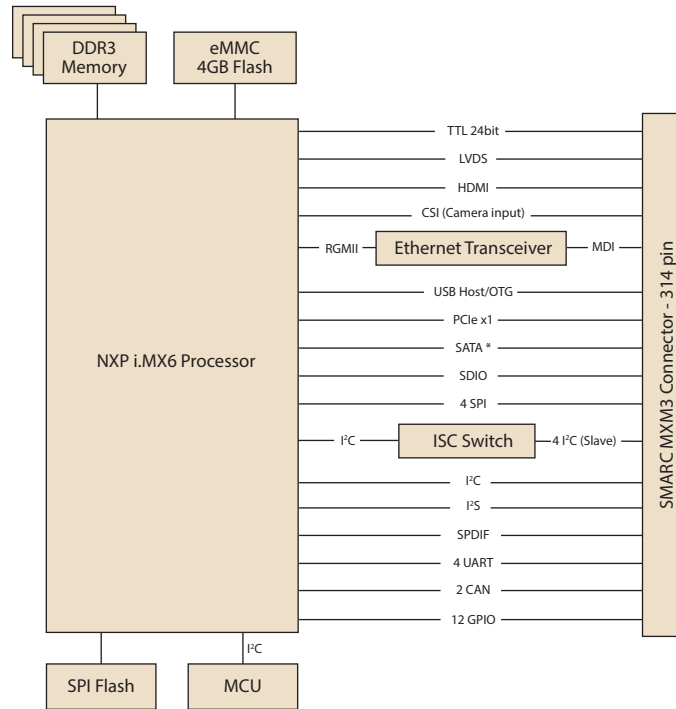 DDR3
Memory
eMMC
4GB Flash
TTL 24bit
LVDS
HDMI
CSI (Camera input)
RGMII
Ethernet Transceiver
MDI
USB Host/OTG
PCIe x1
NXP i.MX6 Processor
SATA *
SDIO
4 SPI
I²C
ISC Switch
4 I²C (Slave)
I²C
I²S
SPDIF
4 UART
2 CAN
12 GPIO
SMARC MXM3 Connector - 314 pin
I²C
SPI Flash
MCU